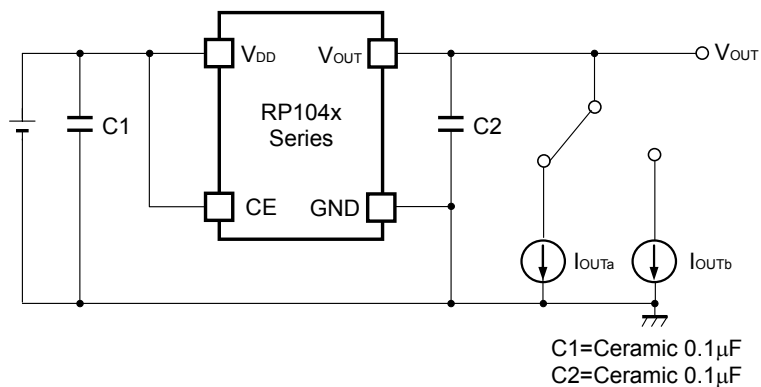 VDD
VOUT
VOUT
RP104x
Series
C1
C2
CE
GND
IOUTa
IOUTb
C1=Ceramic 0.1μF
C2=Ceramic 0.1μF